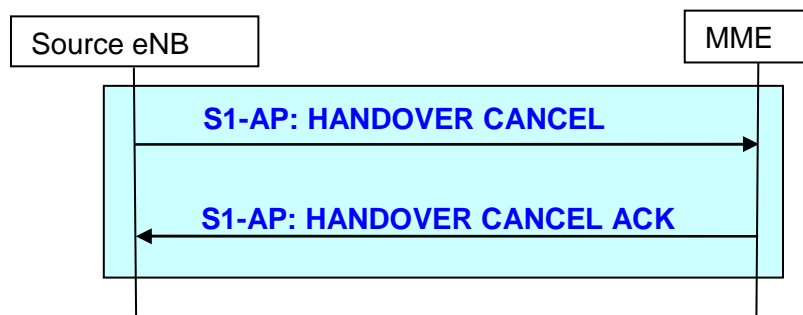 Source eNB
MME
S1-AP: HANDOVER CANCEL
S1-AP: HANDOVER CANCEL ACK